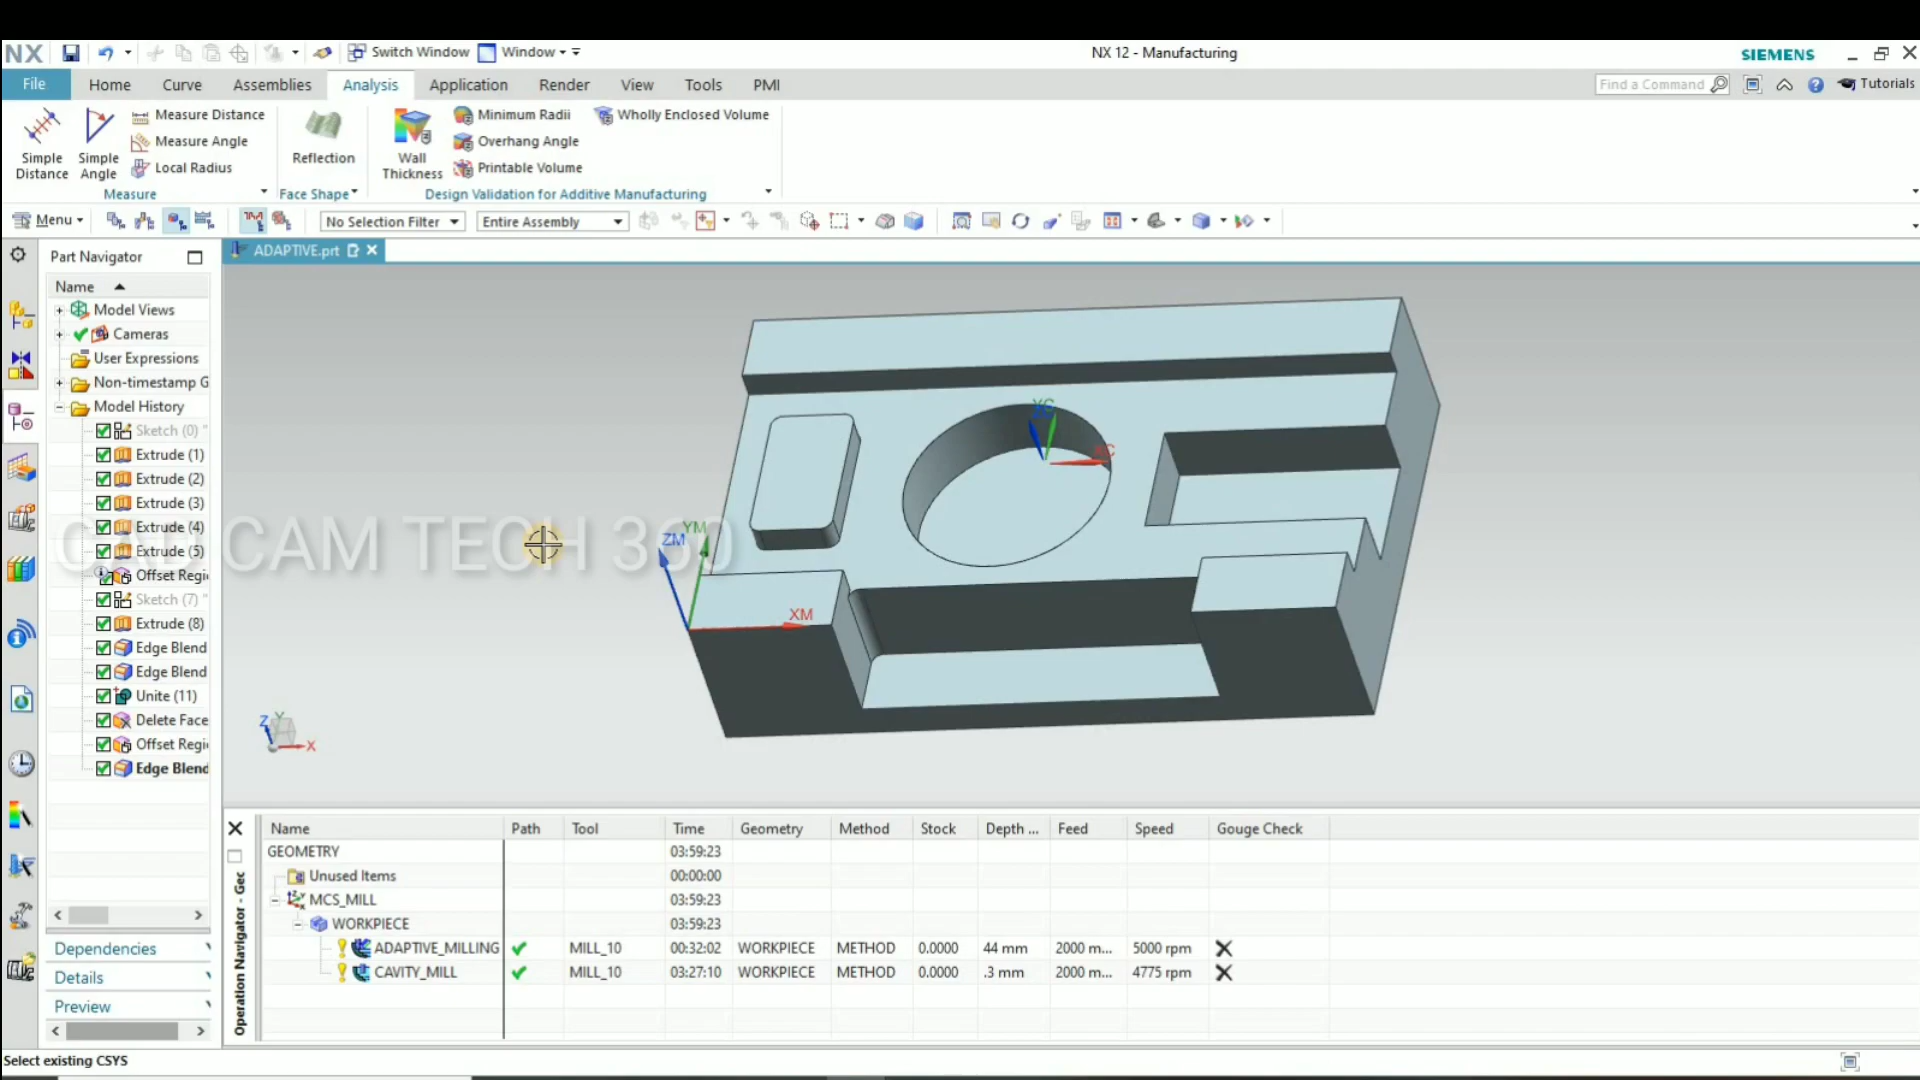 NX
Switch Window
Window
NX 12 - Manufacturing
SIEMENS
File
Home
Curve
Assemblies
Analysis
Application
Render
View
Tools
PMI
Find a Command
Tutorials
Simple Distance
Simple Angle
Measure Distance
Measure Angle
Local Radius
Reflection
Wall Thickness
Minimum Radii
Overhang Angle
Printable Volume
Wholly Enclosed Volume
Measure
Face Shape
Design Validation for Additive Manufacturing
Menu
No Selection Filter
Entire Assembly
Part Navigator
ADAPTIVE.prt
Name
Model Views
Cameras
User Expressions
Non-timestamp G
Model History
Sketch (0) "
Extrude (1)
Extrude (2)
Extrude (3)
Extrude (4)
Extrude (5)
Offset Regi
Sketch (7) "
Extrude (8)
Edge Blend
Edge Blend
Unite (11)
Delete Face
Offset Regi
Edge Blend
Dependencies
Details
Preview
CAD CAM TECH 360
YC
XC
ZM
YM
XM
Z
Y
X
Operation Navigator - Gec
Name Path Tool Time Geometry Method Stock Depth ... Feed Speed Gouge Check
GEOMETRY 03:59:23
Unused Items 00:00:00
MCS_MILL 03:59:23
WORKPIECE 03:59:23
ADAPTIVE_MILLING MILL_10 00:32:02 WORKPIECE METHOD 0.0000 44 mm 2000 m... 5000 rpm
CAVITY_MILL MILL_10 03:27:10 WORKPIECE METHOD 0.0000 .3 mm 2000 m... 4775 rpm
Select existing CSYS